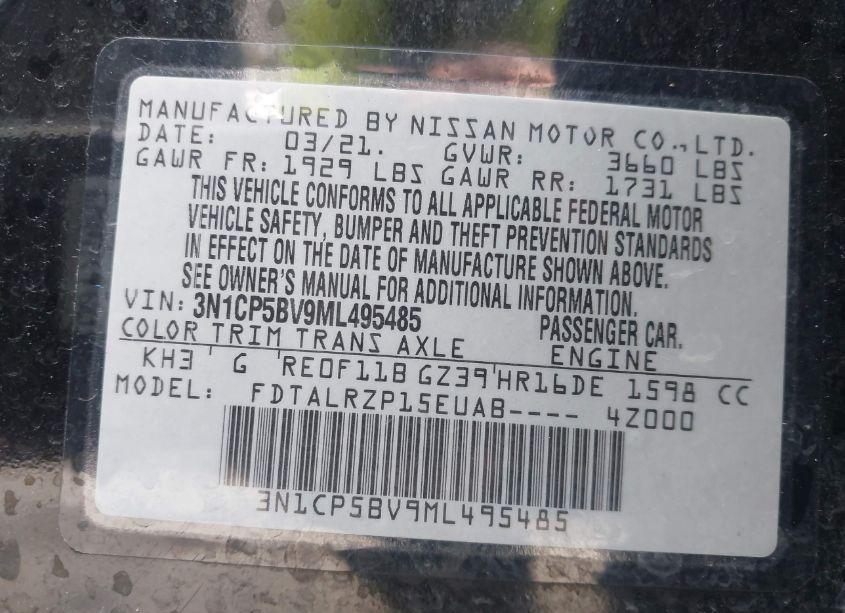 MANUFACTURED BY NISSAN MOTOR CO.,LTD.
DATE: 03/21. GVWR: 3660 LBS
GAWR FR: 1929 LBS GAWR RR: 1731 LBS
THIS VEHICLE CONFORMS TO ALL APPLICABLE FEDERAL MOTOR
VEHICLE SAFETY, BUMPER AND THEFT PREVENTION STANDARDS
IN EFFECT ON THE DATE OF MANUFACTURE SHOWN ABOVE.
SEE OWNER'S MANUAL FOR ADDITIONAL INFORMATION.
VIN: 3N1CP5BV9ML495485 PASSENGER CAR.
COLOR TRIM TRANS AXLE ENGINE
KH3 ' G 'RE0F11B GZ39'HR16DE 1598 CC
MODEL: FDTALRZP15EUAB---- 4Z000
3N1CP5BV9ML495485